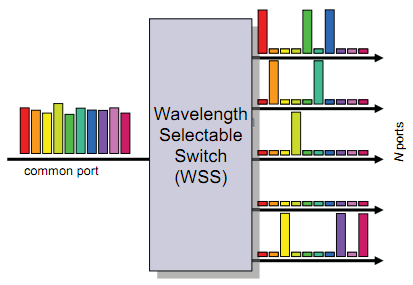 Wavelength
Selectable
Switch
(WSS)
common port
N ports